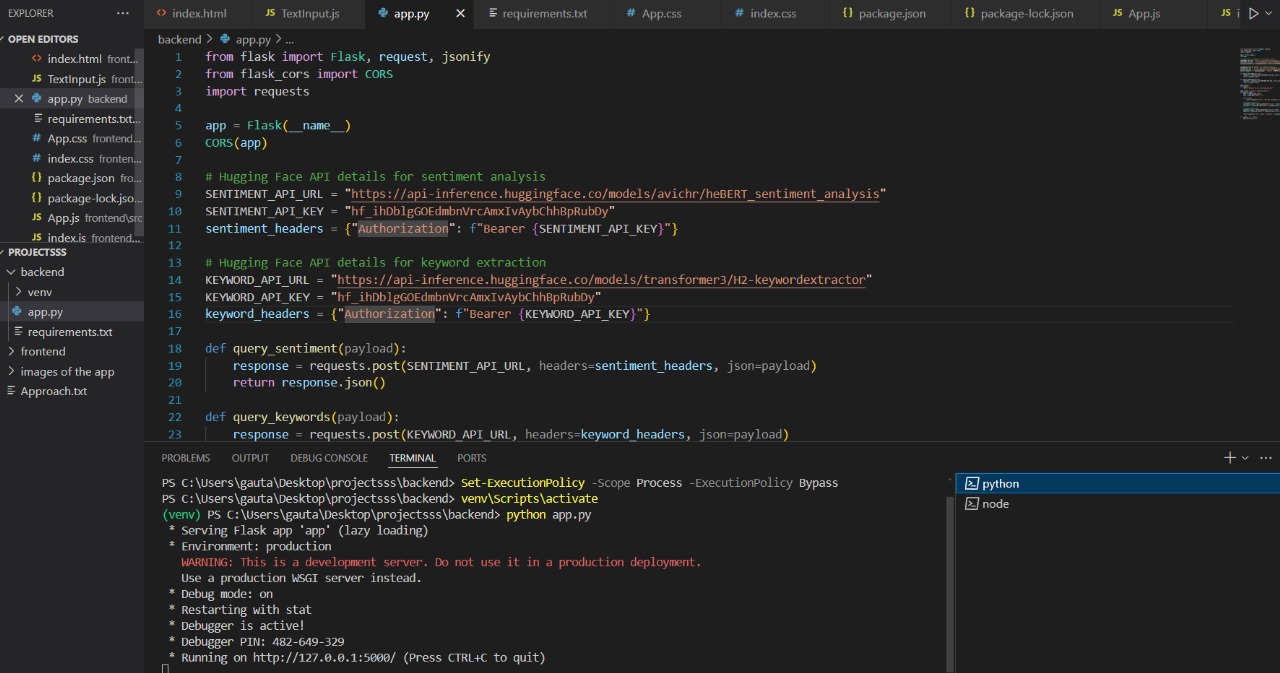 EXPLORER ...
index.html
TextInput.js
app.py
requirements.txt
App.css
index.css
package.json
package-lock.json
App.js
OPEN EDITORS
index.html front...
TextInput.js front...
app.py backend
requirements.txt...
App.css frontend...
index.css fronten...
package.json fro...
package-lock.jso...
App.js frontend\src
index.js frontend...
PROJECTSSS
backend
venv
app.py
requirements.txt
frontend
images of the app
Approach.txt
backend > app.py > ...
1 from flask import Flask, request, jsonify
2 from flask_cors import CORS
3 import requests
4
5 app = Flask(__name__)
6 CORS(app)
7
8 # Hugging Face API details for sentiment analysis
9 SENTIMENT_API_URL = "https://api-inference.huggingface.co/models/avichr/heBERT_sentiment_analysis"
10 SENTIMENT_API_KEY = "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"
11 sentiment_headers = {"Authorization": f"Bearer {SENTIMENT_API_KEY}"}
12
13 # Hugging Face API details for keyword extraction
14 KEYWORD_API_URL = "https://api-inference.huggingface.co/models/transformer3/H2-keywordextractor"
15 KEYWORD_API_KEY = "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"
16 keyword_headers = {"Authorization": f"Bearer {KEYWORD_API_KEY}"}
17
18 def query_sentiment(payload):
19 response = requests.post(SENTIMENT_API_URL, headers=sentiment_headers, json=payload)
20 return response.json()
21
22 def query_keywords(payload):
23 response = requests.post(KEYWORD_API_URL, headers=keyword_headers, json=payload)
PROBLEMS OUTPUT DEBUG CONSOLE TERMINAL PORTS
PS C:\Users\gauta\Desktop\projectsss\backend> Set-ExecutionPolicy -Scope Process -ExecutionPolicy Bypass
PS C:\Users\gauta\Desktop\projectsss\backend> venv\Scripts\activate
(venv) PS C:\Users\gauta\Desktop\projectsss\backend> python app.py
* Serving Flask app 'app' (lazy loading)
* Environment: production
WARNING: This is a development server. Do not use it in a production deployment.
Use a production WSGI server instead.
* Debug mode: on
* Restarting with stat
* Debugger is active!
* Debugger PIN: 482-649-329
* Running on http://127.0.0.1:5000/ (Press CTRL+C to quit)
python
node